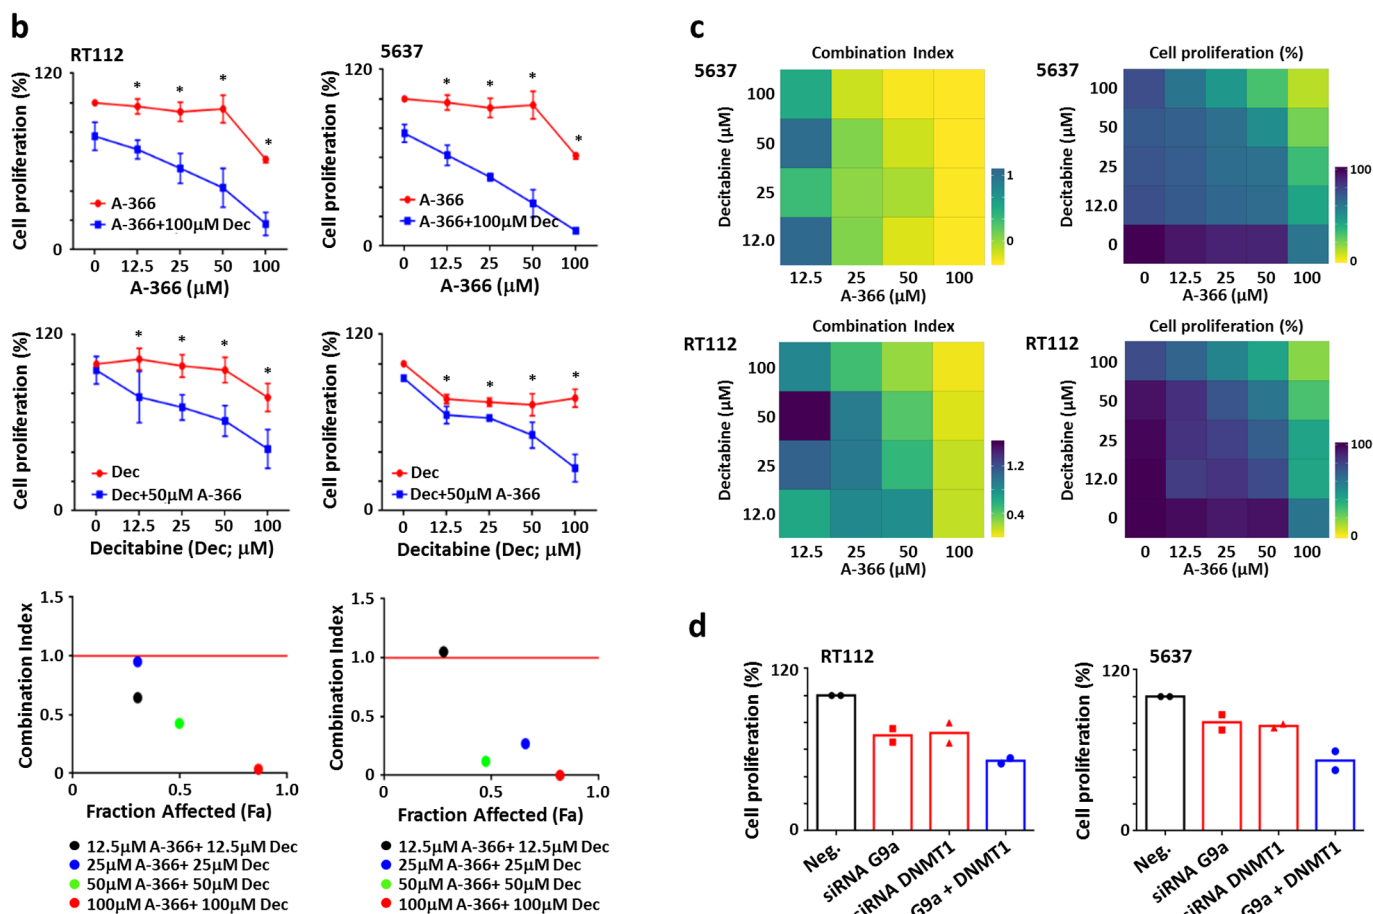 b
RT112
Cell proliferation (%)
120
0
*
*
*
*
A-366
A-366+100μM Dec
0 12.5 25 50 100
A-366 (μM)
5637
Cell proliferation (%)
120
0
*
*
*
*
A-366
A-366+100μM Dec
0 12.5 25 50 100
A-366 (μM)
Cell proliferation (%)
120
0
*
*
*
*
Dec
Dec+50μM A-366
0 12.5 25 50 100
Decitabine (Dec; μM)
Cell proliferation (%)
120
0
*
*
*
*
Dec
Dec+50μM A-366
0 12.5 25 50 100
Decitabine (Dec; μM)
Combination Index
1.5
1.0
0.5
0
0 0.5 1.0
Fraction Affected (Fa)
12.5μM A-366+ 12.5μM Dec
25μM A-366+ 25μM Dec
50μM A-366+ 50μM Dec
100μM A-366+ 100μM Dec
Combination Index
1.5
1.0
0.5
0
0 0.5 1.0
Fraction Affected (Fa)
12.5μM A-366+ 12.5μM Dec
25μM A-366+ 25μM Dec
50μM A-366+ 50μM Dec
100μM A-366+ 100μM Dec
c
Combination Index
5637
Decitabine (μM)
100
50
25
12.0
12.5 25 50 100
A-366 (μM)
1
0
Cell proliferation (%)
5637
Decitabine (μM)
100
50
25
12.0
0
0 12.5 25 50 100
A-366 (μM)
100
0
Combination Index
RT112
Decitabine (μM)
100
50
25
12.0
12.5 25 50 100
A-366 (μM)
1.2
0.4
Cell proliferation (%)
RT112
Decitabine (μM)
100
50
25
12.0
0
0 12.5 25 50 100
A-366 (μM)
100
0
d
RT112
Cell proliferation (%)
120
0
Neg.
siRNA G9a
siRNA DNMT1
G9a + DNMT1
5637
Cell proliferation (%)
120
0
Neg.
siRNA G9a
siRNA DNMT1
G9a + DNMT1